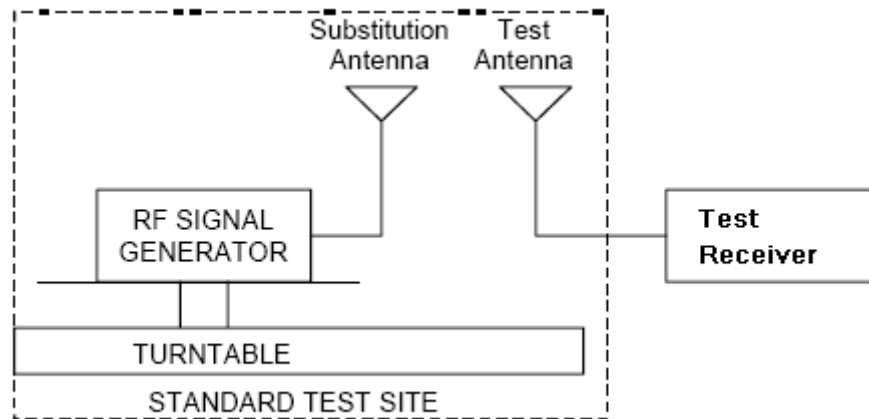 Substitution
Antenna
Test
Antenna
RF SIGNAL
GENERATOR
Test
Receiver
TURNTABLE
STANDARD TEST SITE